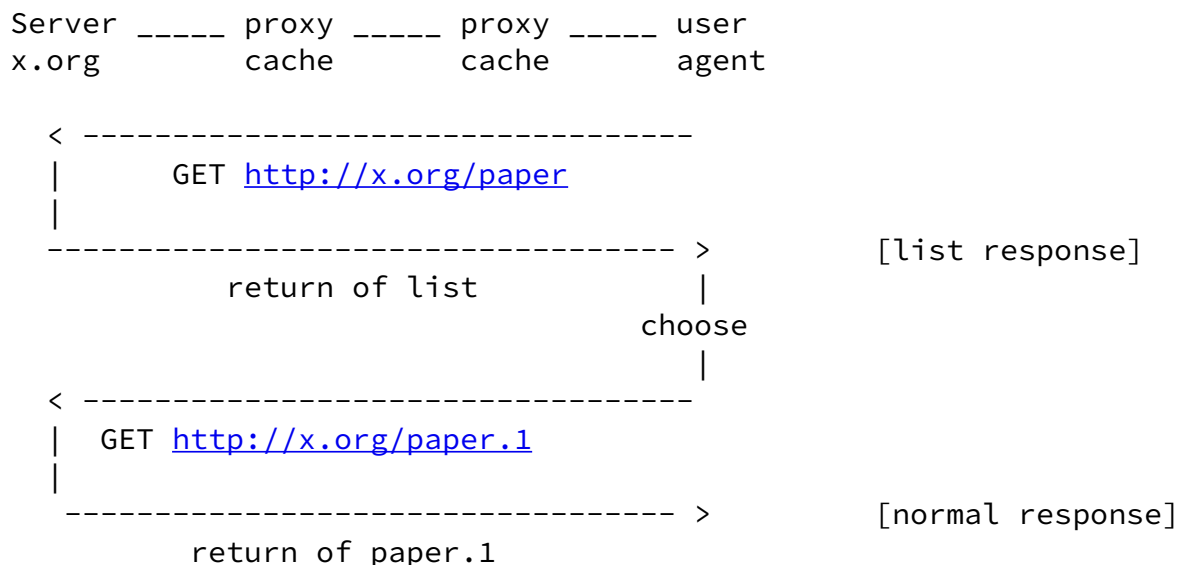 Server _____ proxy _____ proxy _____ user
x.org        cache       cache       agent
< ----------------------------------
|      GET http://x.org/paper
|
----------------------------------- >         [list response]
return of list            |
choose
|
< ----------------------------------
|  GET http://x.org/paper.1
|
---------------------------------- >         [normal response]
return of paper.1